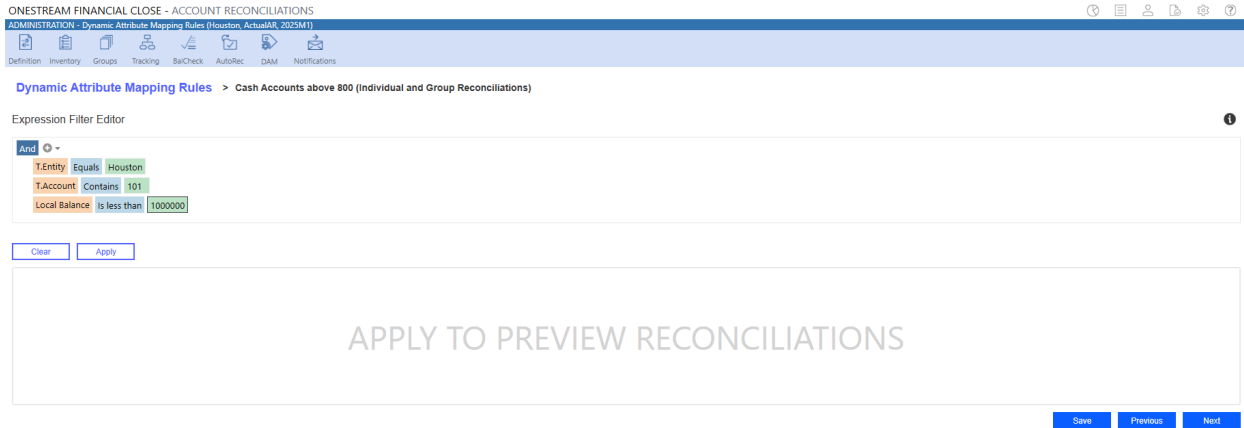 ONESTREAM FINANCIAL CLOSE - ACCOUNT RECONCILIATIONS
ADMINISTRATION - Dynamic Attribute Mapping Rules (Houston, ActualAR, 2025M1)
Definition Inventory Groups Tracking BalCheck AutoRec DAM Notifications
Dynamic Attribute Mapping Rules > Cash Accounts above 800 (Individual and Group Reconciliations)
Expression Filter Editor
And
T.Entity Equals Houston
T.Account Contains 101
Local Balance Is less than 1000000
Clear Apply
APPLY TO PREVIEW RECONCILIATIONS
Save Previous Next